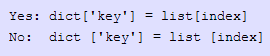 Yes: dict['key'] = list[index]
No:  dict ['key'] = list [index]